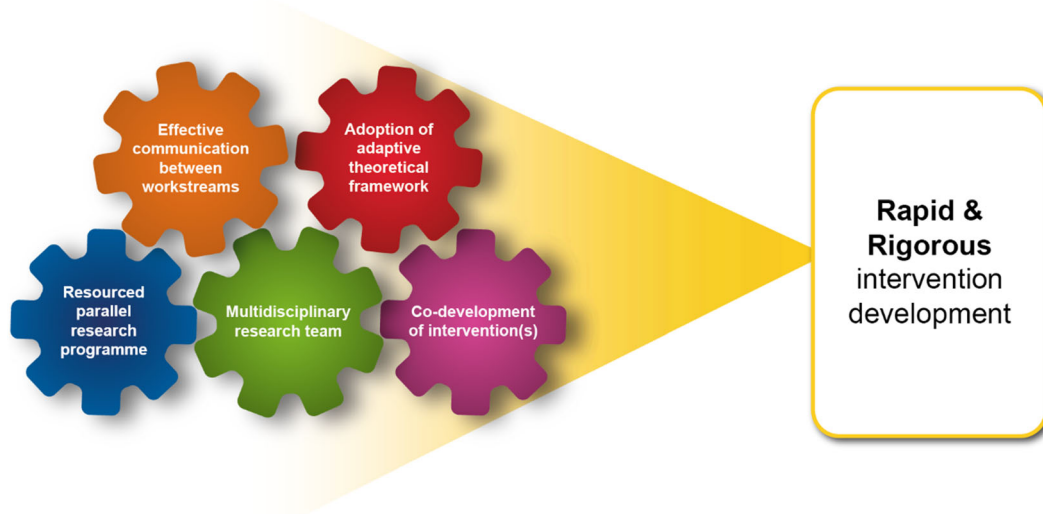 Effective
communication
between
workstreams
Adoption of
adaptive
theoretical
framework
Resourced
parallel
research
programme
Multidisciplinary
research team
Co-development
of intervention(s)
Rapid &
Rigorous
intervention
development